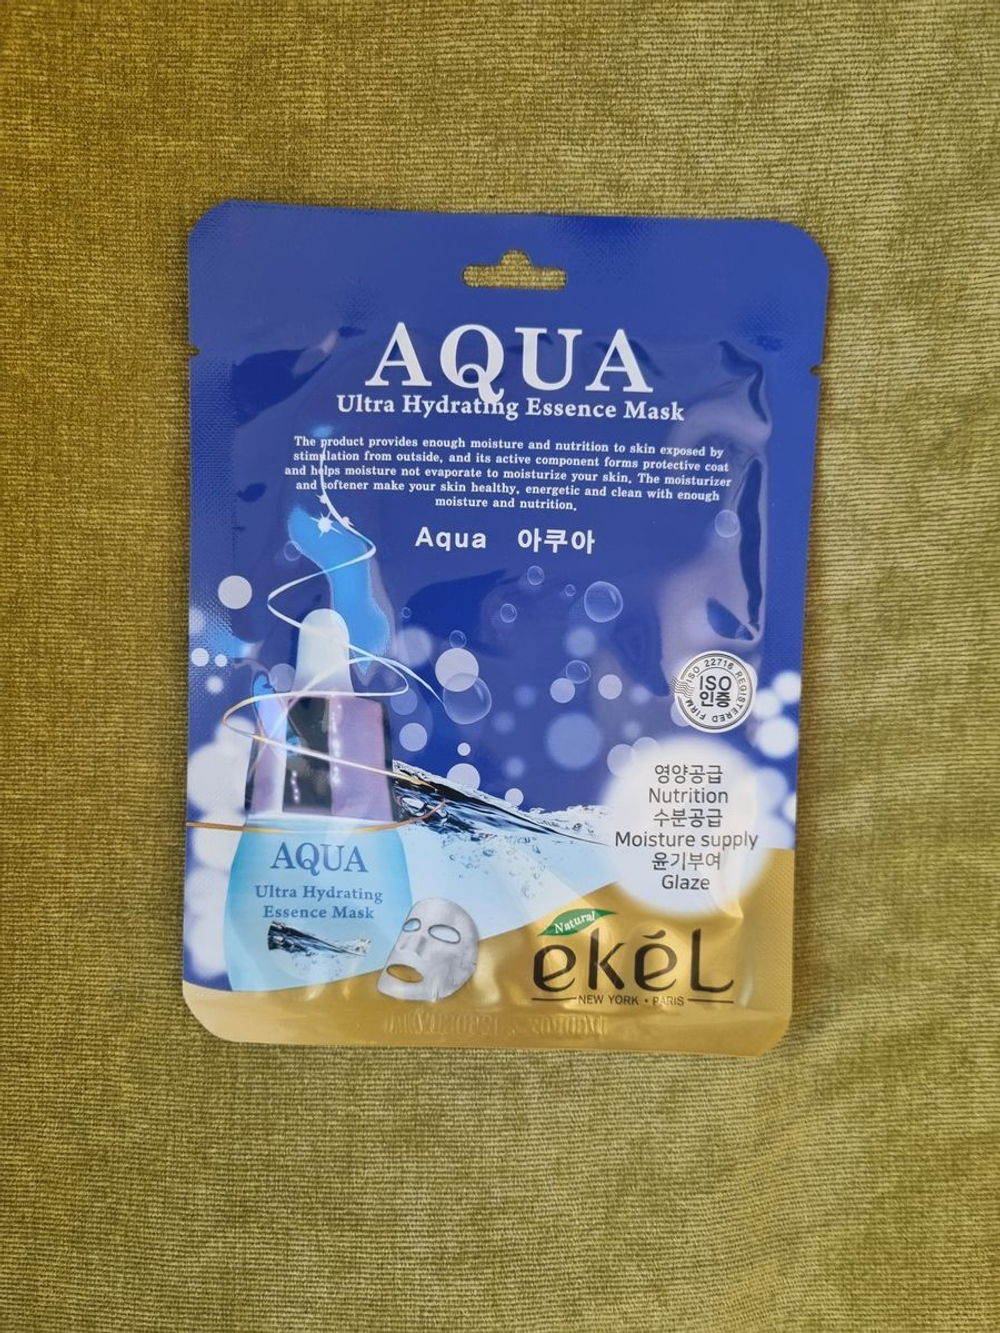 AQUA
Ultra Hydrating Essence Mask
The product provides enough moisture and nutrition to skin exposed by
stimulation from outside, and its active component forms protective coat
and helps moisture not evaporate to moisturize your skin. The moisturizer
and softener make your skin healthy, energetic and clean with enough
moisture and nutrition.
Aqua 아쿠아
ISO 22716 REGISTERED FIRM
ISO
인증
영양공급
Nutrition
수분공급
Moisture supply
윤기부여
Glaze
AQUA
Ultra Hydrating
Essence Mask
Natural
ekēL
NEW YORK • PARIS